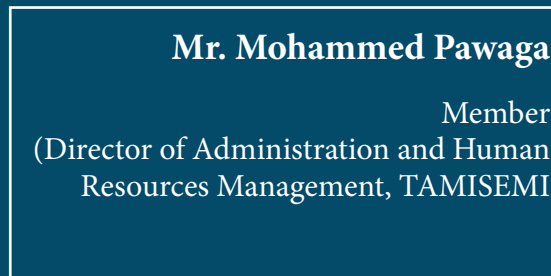 Mr. Mohammed Pawaga
Member
(Director of Administration and Human
Resources Management, TAMISEMI